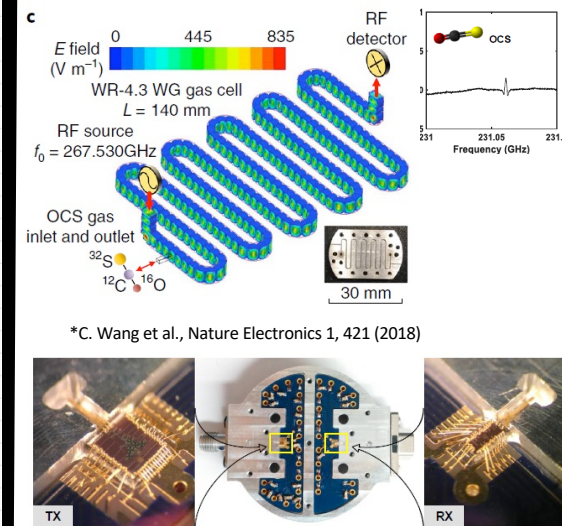 c
E field
(V m⁻¹)
0 445 835
WR-4.3 WG gas cell
L = 140 mm
RF source
f₀ = 267.530GHz
RF
detector
OCS gas
inlet and outlet
³²S
¹²C
¹⁶O
30 mm
OCS
231 231.05
Frequency (GHz)
*C. Wang et al., Nature Electronics 1, 421 (2018)
TX
RX